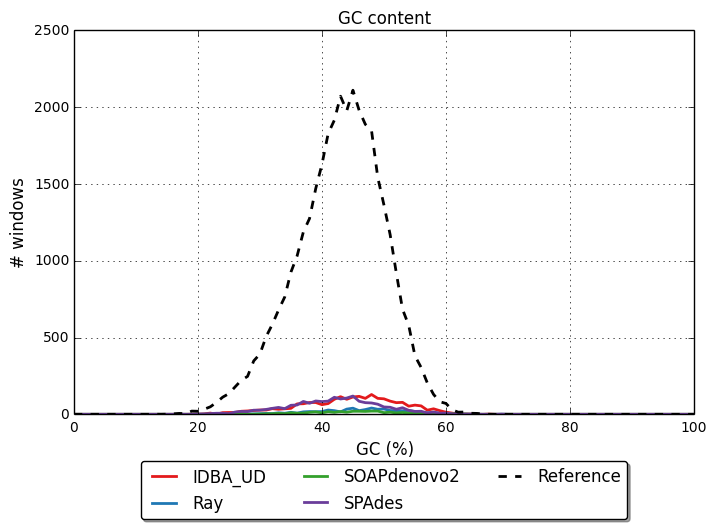 GC content
2500
2000
1500
1000
500
0
# windows
0 20 40 60 80 100
GC (%)
IDBA_UD SOAPdenovo2 Reference
Ray SPAdes